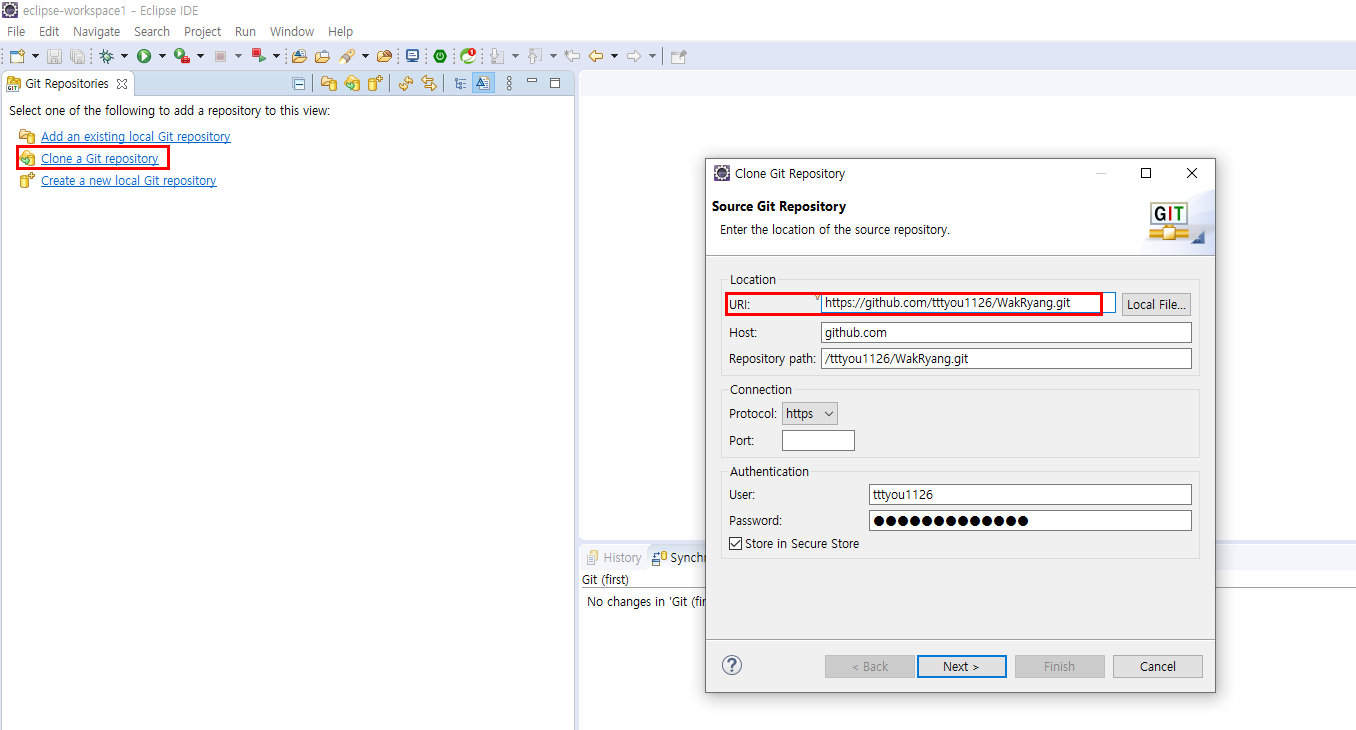 eclipse-workspace1 - Eclipse IDE
File Edit Navigate Search Project Run Window Help
Git Repositories
Select one of the following to add a repository to this view:
Add an existing local Git repository
Clone a Git repository
Create a new local Git repository
Clone Git Repository
Source Git Repository
Enter the location of the source repository.
GIT
Location
URI: https://github.com/tttyou1126/WakRyang.git Local File...
Host: github.com
Repository path: /tttyou1126/WakRyang.git
Connection
Protocol: https
Port:
Authentication
User: tttyou1126
Password: ●●●●●●●●●●●●●
Store in Secure Store
< Back Next > Finish Cancel
History Synchr
Git (first)
No changes in 'Git (fir